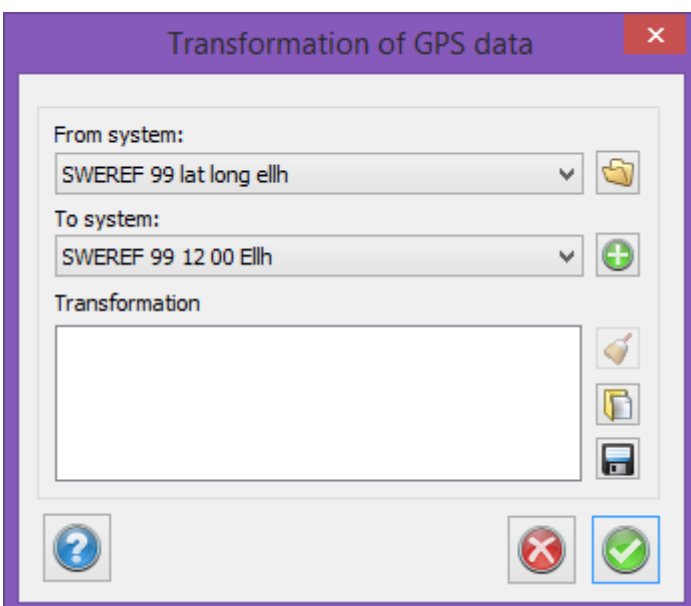 Transformation of GPS data
From system:
SWEREF 99 lat long ellh
To system:
SWEREF 99 12 00 Ellh
Transformation